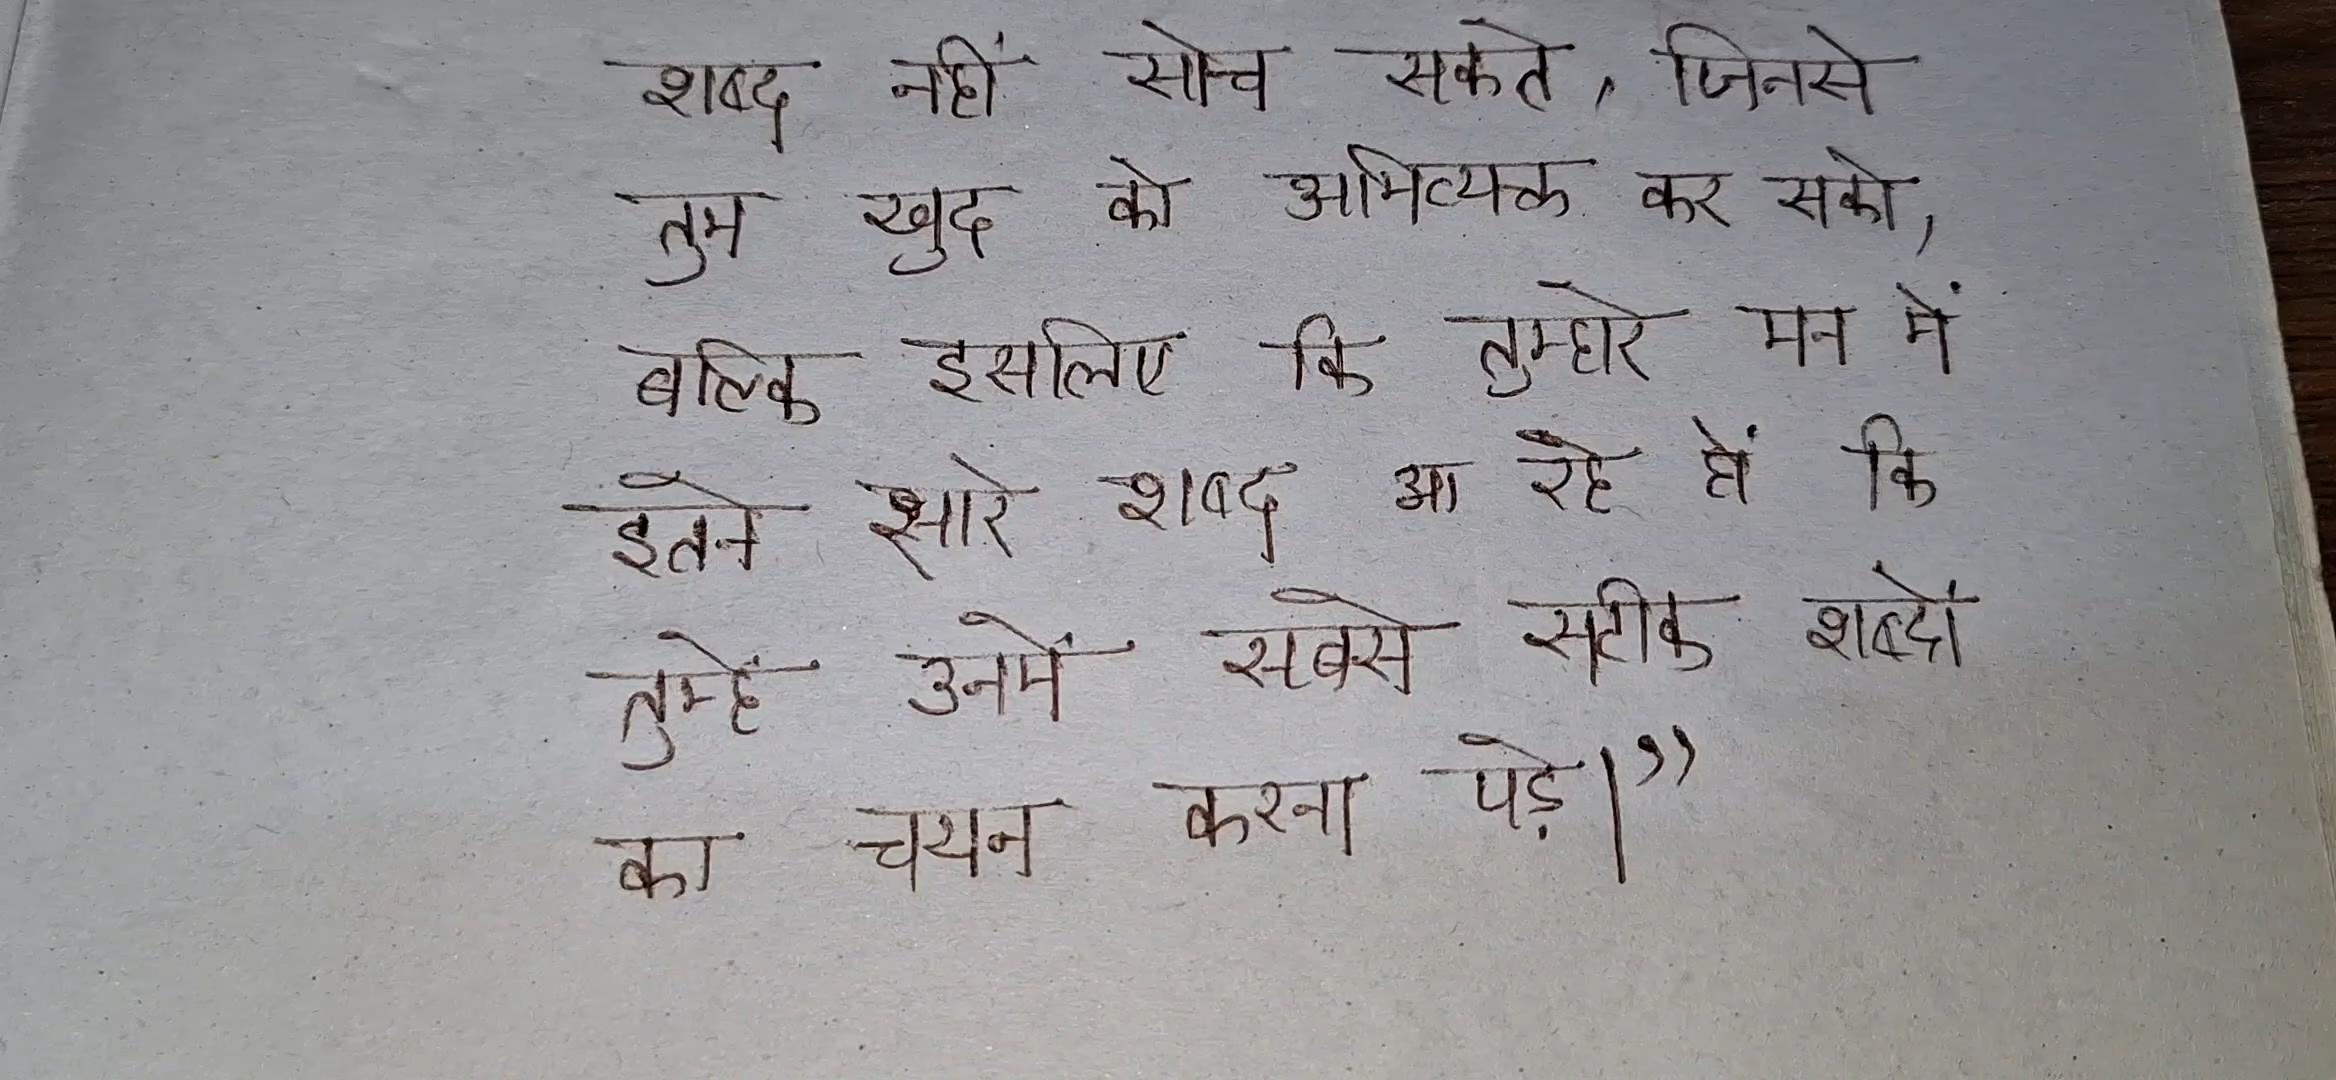 शब्द नहीं सोच सकते, जिनसे
तुम खुद को अभिव्यक्त कर सको,
बल्कि इसलिए कि तुम्हारे मन में
इतने सारे शब्द आ रहे हों कि
तुम्हें उनमें सबसे सटीक शब्दों
का चयन करना पड़े।”